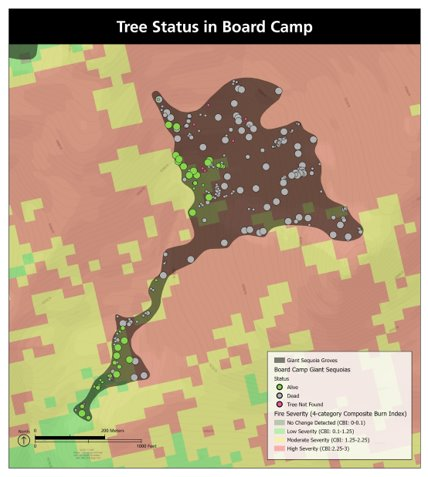 Tree Status in Board Camp
Giant Sequoia Groves
Board Camp Giant Sequoias
Status
Alive
Dead
Tree Not Found
Fire Severity (4-category Composite Burn Index)
No Change Detected (CBI: 0-0.1)
Low Severity (CBI: 0.1-1.25)
Moderate Severity (CBI: 1.25-2.25)
High Severity (CBI:2.25-3)
North
0
200 Meters
0
1000 Feet